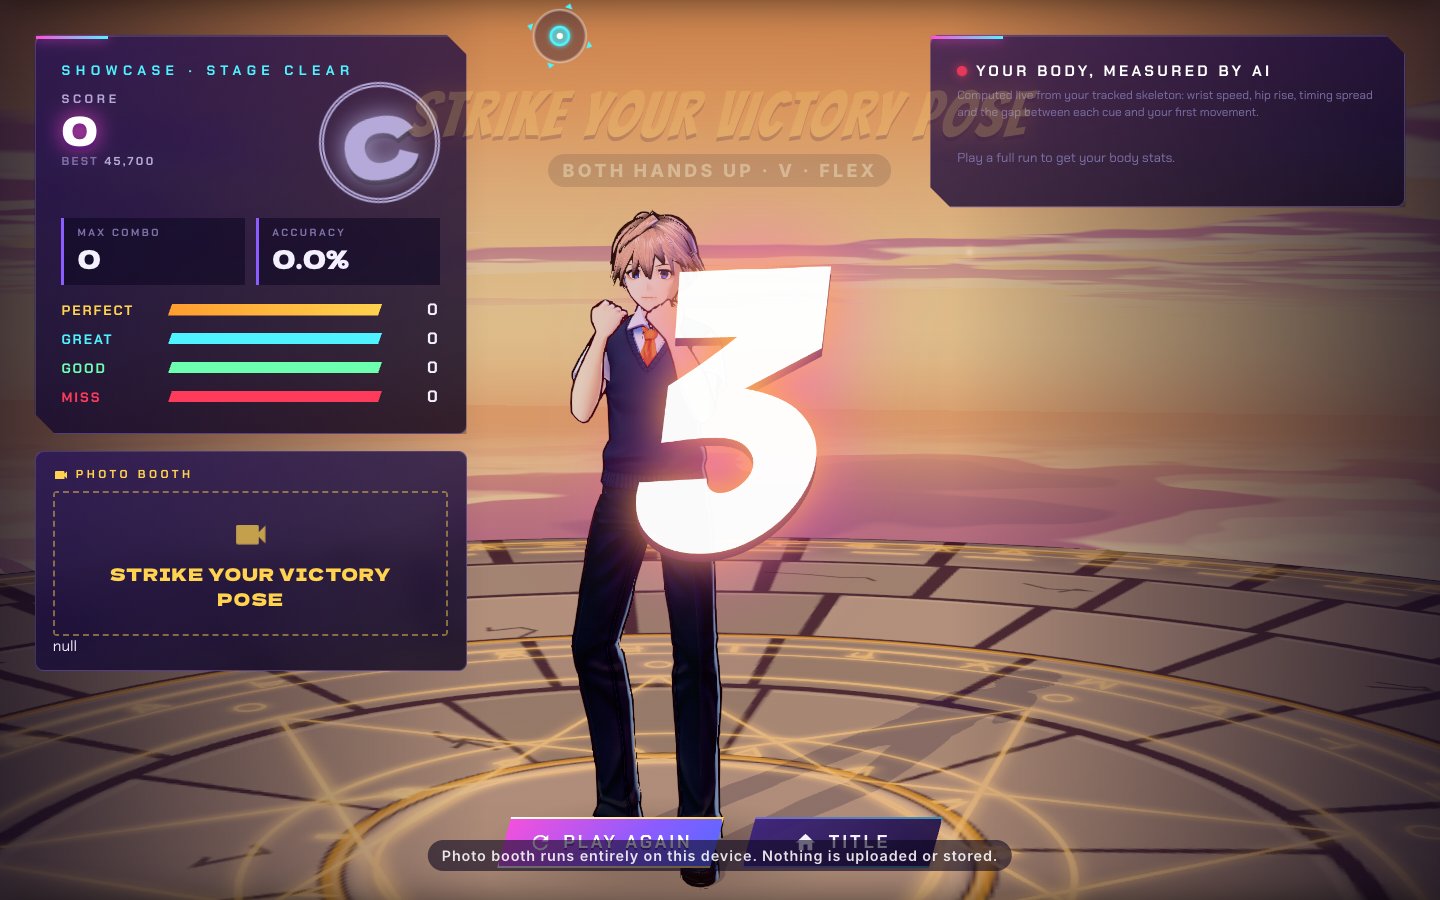 SHOWCASE · STAGE CLEAR
SCORE
0
BEST 45,700
C
MAX COMBO
0
ACCURACY
0.0%
PERFECT 0
GREAT 0
GOOD 0
MISS 0
PHOTO BOOTH
STRIKE YOUR VICTORY
POSE
null
STRIKE YOUR VICTORY POSE
BOTH HANDS UP · V · FLEX
3
YOUR BODY, MEASURED BY AI
Computed live from your tracked skeleton: wrist speed, hip rise, timing spread
and the gap between each cue and your first movement.
Play a full run to get your body stats.
PLAY AGAIN
TITLE
Photo booth runs entirely on this device. Nothing is uploaded or stored.